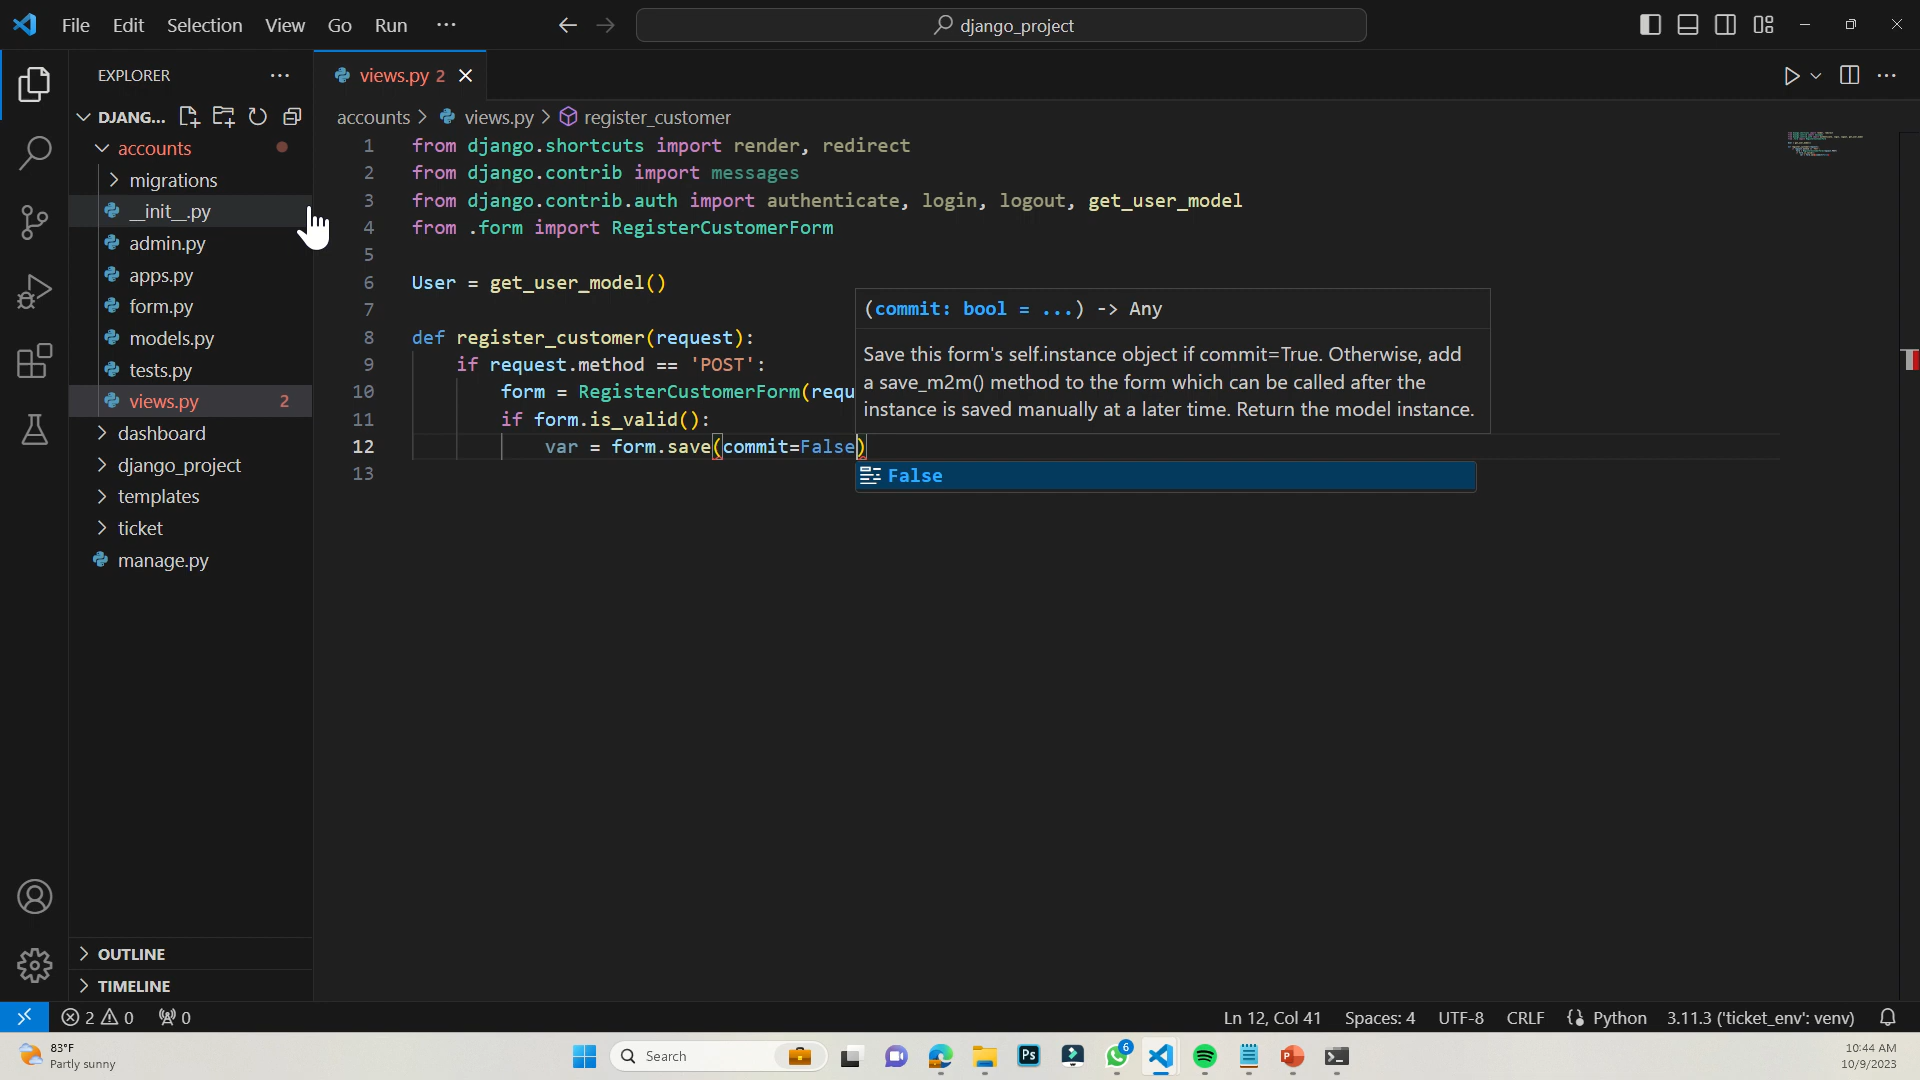 File Edit Selection View Go Run ···
django_project
EXPLORER
views.py 2
DJANG...
accounts
migrations
__init__.py
admin.py
apps.py
form.py
models.py
tests.py
views.py 2
dashboard
django_project
templates
ticket
manage.py
OUTLINE
TIMELINE
accounts > views.py > register_customer
1 from django.shortcuts import render, redirect
2 from django.contrib import messages
3 from django.contrib.auth import authenticate, login, logout, get_user_model
4 from .form import RegisterCustomerForm
5
6 User = get_user_model()
7
8 def register_customer(request):
9 if request.method == 'POST':
10 form = RegisterCustomerForm(requ
11 if form.is_valid():
12 var = form.save(commit=False)
13
(commit: bool = ...) -> Any
Save this form's self.instance object if commit=True. Otherwise, add
a save_m2m() method to the form which can be called after the
instance is saved manually at a later time. Return the model instance.
False
2 0 0
Ln 12, Col 41 Spaces: 4 UTF-8 CRLF Python 3.11.3 ('ticket_env': venv)
83°F
Partly sunny
Search
Ps
6
P
10:44 AM
10/9/2023